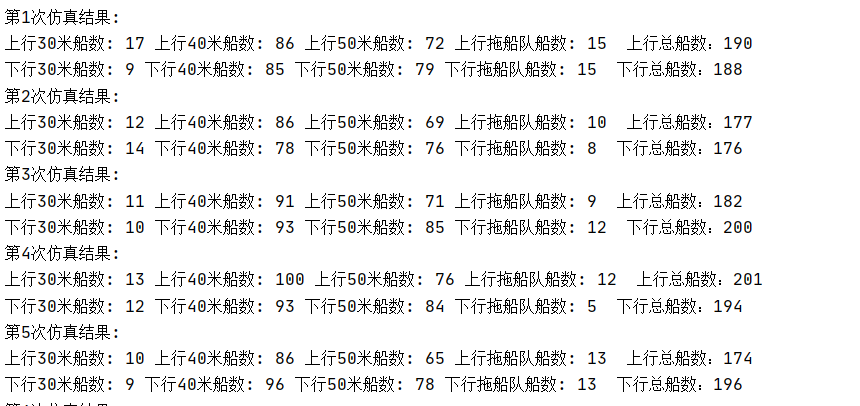 第1次仿真结果:
上行30米船数: 17 上行40米船数: 86 上行50米船数: 72 上行拖船队船数: 15  上行总船数：190
下行30米船数: 9 下行40米船数: 85 下行50米船数: 79 下行拖船队船数: 15  下行总船数：188
第2次仿真结果:
上行30米船数: 12 上行40米船数: 86 上行50米船数: 69 上行拖船队船数: 10  上行总船数：177
下行30米船数: 14 下行40米船数: 78 下行50米船数: 76 下行拖船队船数: 8  下行总船数：176
第3次仿真结果:
上行30米船数: 11 上行40米船数: 91 上行50米船数: 71 上行拖船队船数: 9  上行总船数：182
下行30米船数: 10 下行40米船数: 93 下行50米船数: 85 下行拖船队船数: 12  下行总船数：200
第4次仿真结果:
上行30米船数: 13 上行40米船数: 100 上行50米船数: 76 上行拖船队船数: 12  上行总船数：201
下行30米船数: 12 下行40米船数: 93 下行50米船数: 84 下行拖船队船数: 5  下行总船数：194
第5次仿真结果:
上行30米船数: 10 上行40米船数: 86 上行50米船数: 65 上行拖船队船数: 13  上行总船数：174
下行30米船数: 9 下行40米船数: 96 下行50米船数: 78 下行拖船队船数: 13  下行总船数：196